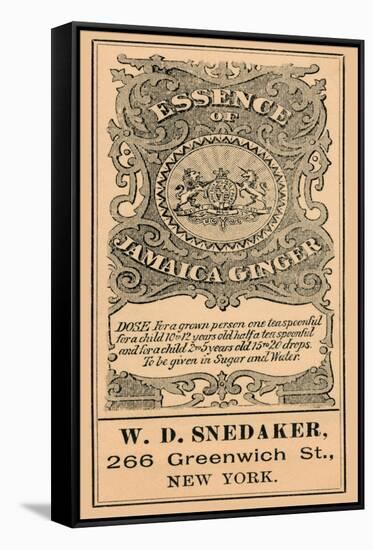 ESSENCE
OF
JAMAICA GINGER
DOSE For a grown person one teaspoonful
for a child 10 to 12 years old half a teaspoonful
and for a child 2 to 5 years old 15 to 20 drops.
To be given in Sugar and Water.
W. D. SNEDAKER,
266 Greenwich St.,
NEW YORK.